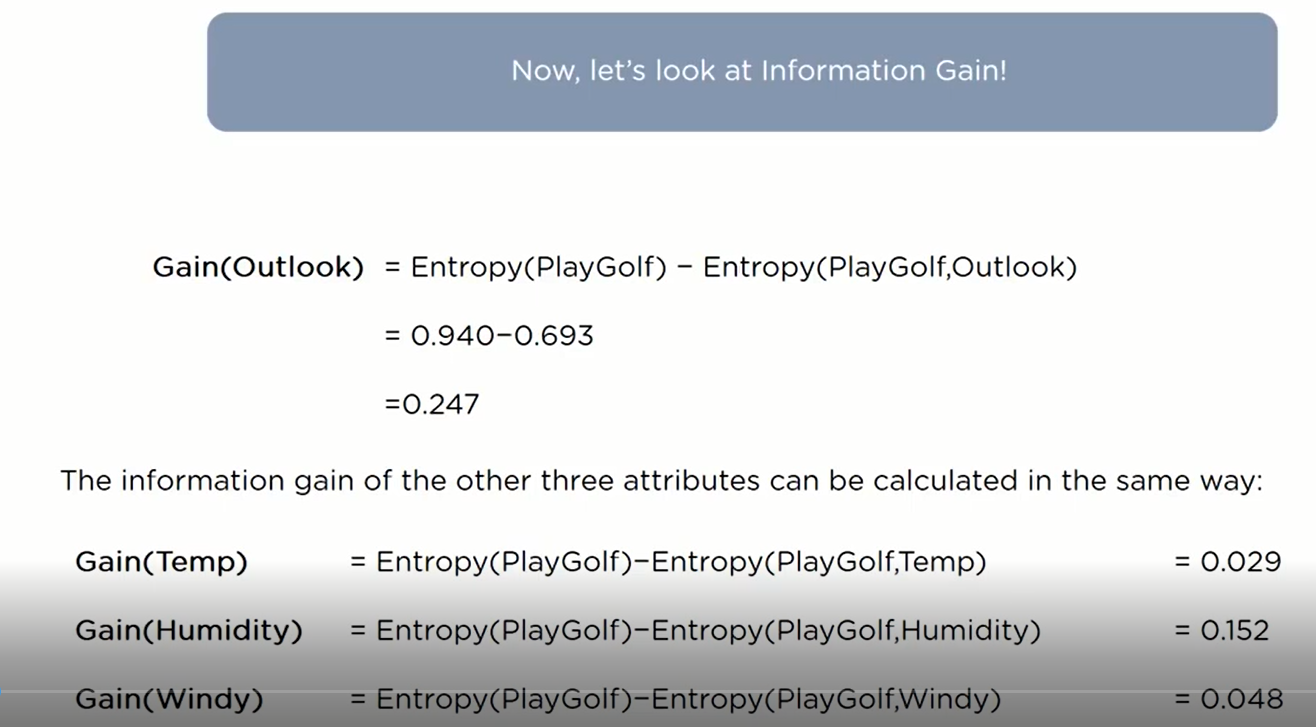 Now, let's look at Information Gain!
Gain(Outlook) = Entropy(PlayGolf) − Entropy(PlayGolf,Outlook)
= 0.940−0.693
=0.247
The information gain of the other three attributes can be calculated in the same way:
Gain(Temp) = Entropy(PlayGolf)−Entropy(PlayGolf,Temp) = 0.029
Gain(Humidity) = Entropy(PlayGolf)−Entropy(PlayGolf,Humidity) = 0.152
Gain(Windy) = Entropy(PlayGolf)−Entropy(PlayGolf,Windy) = 0.048